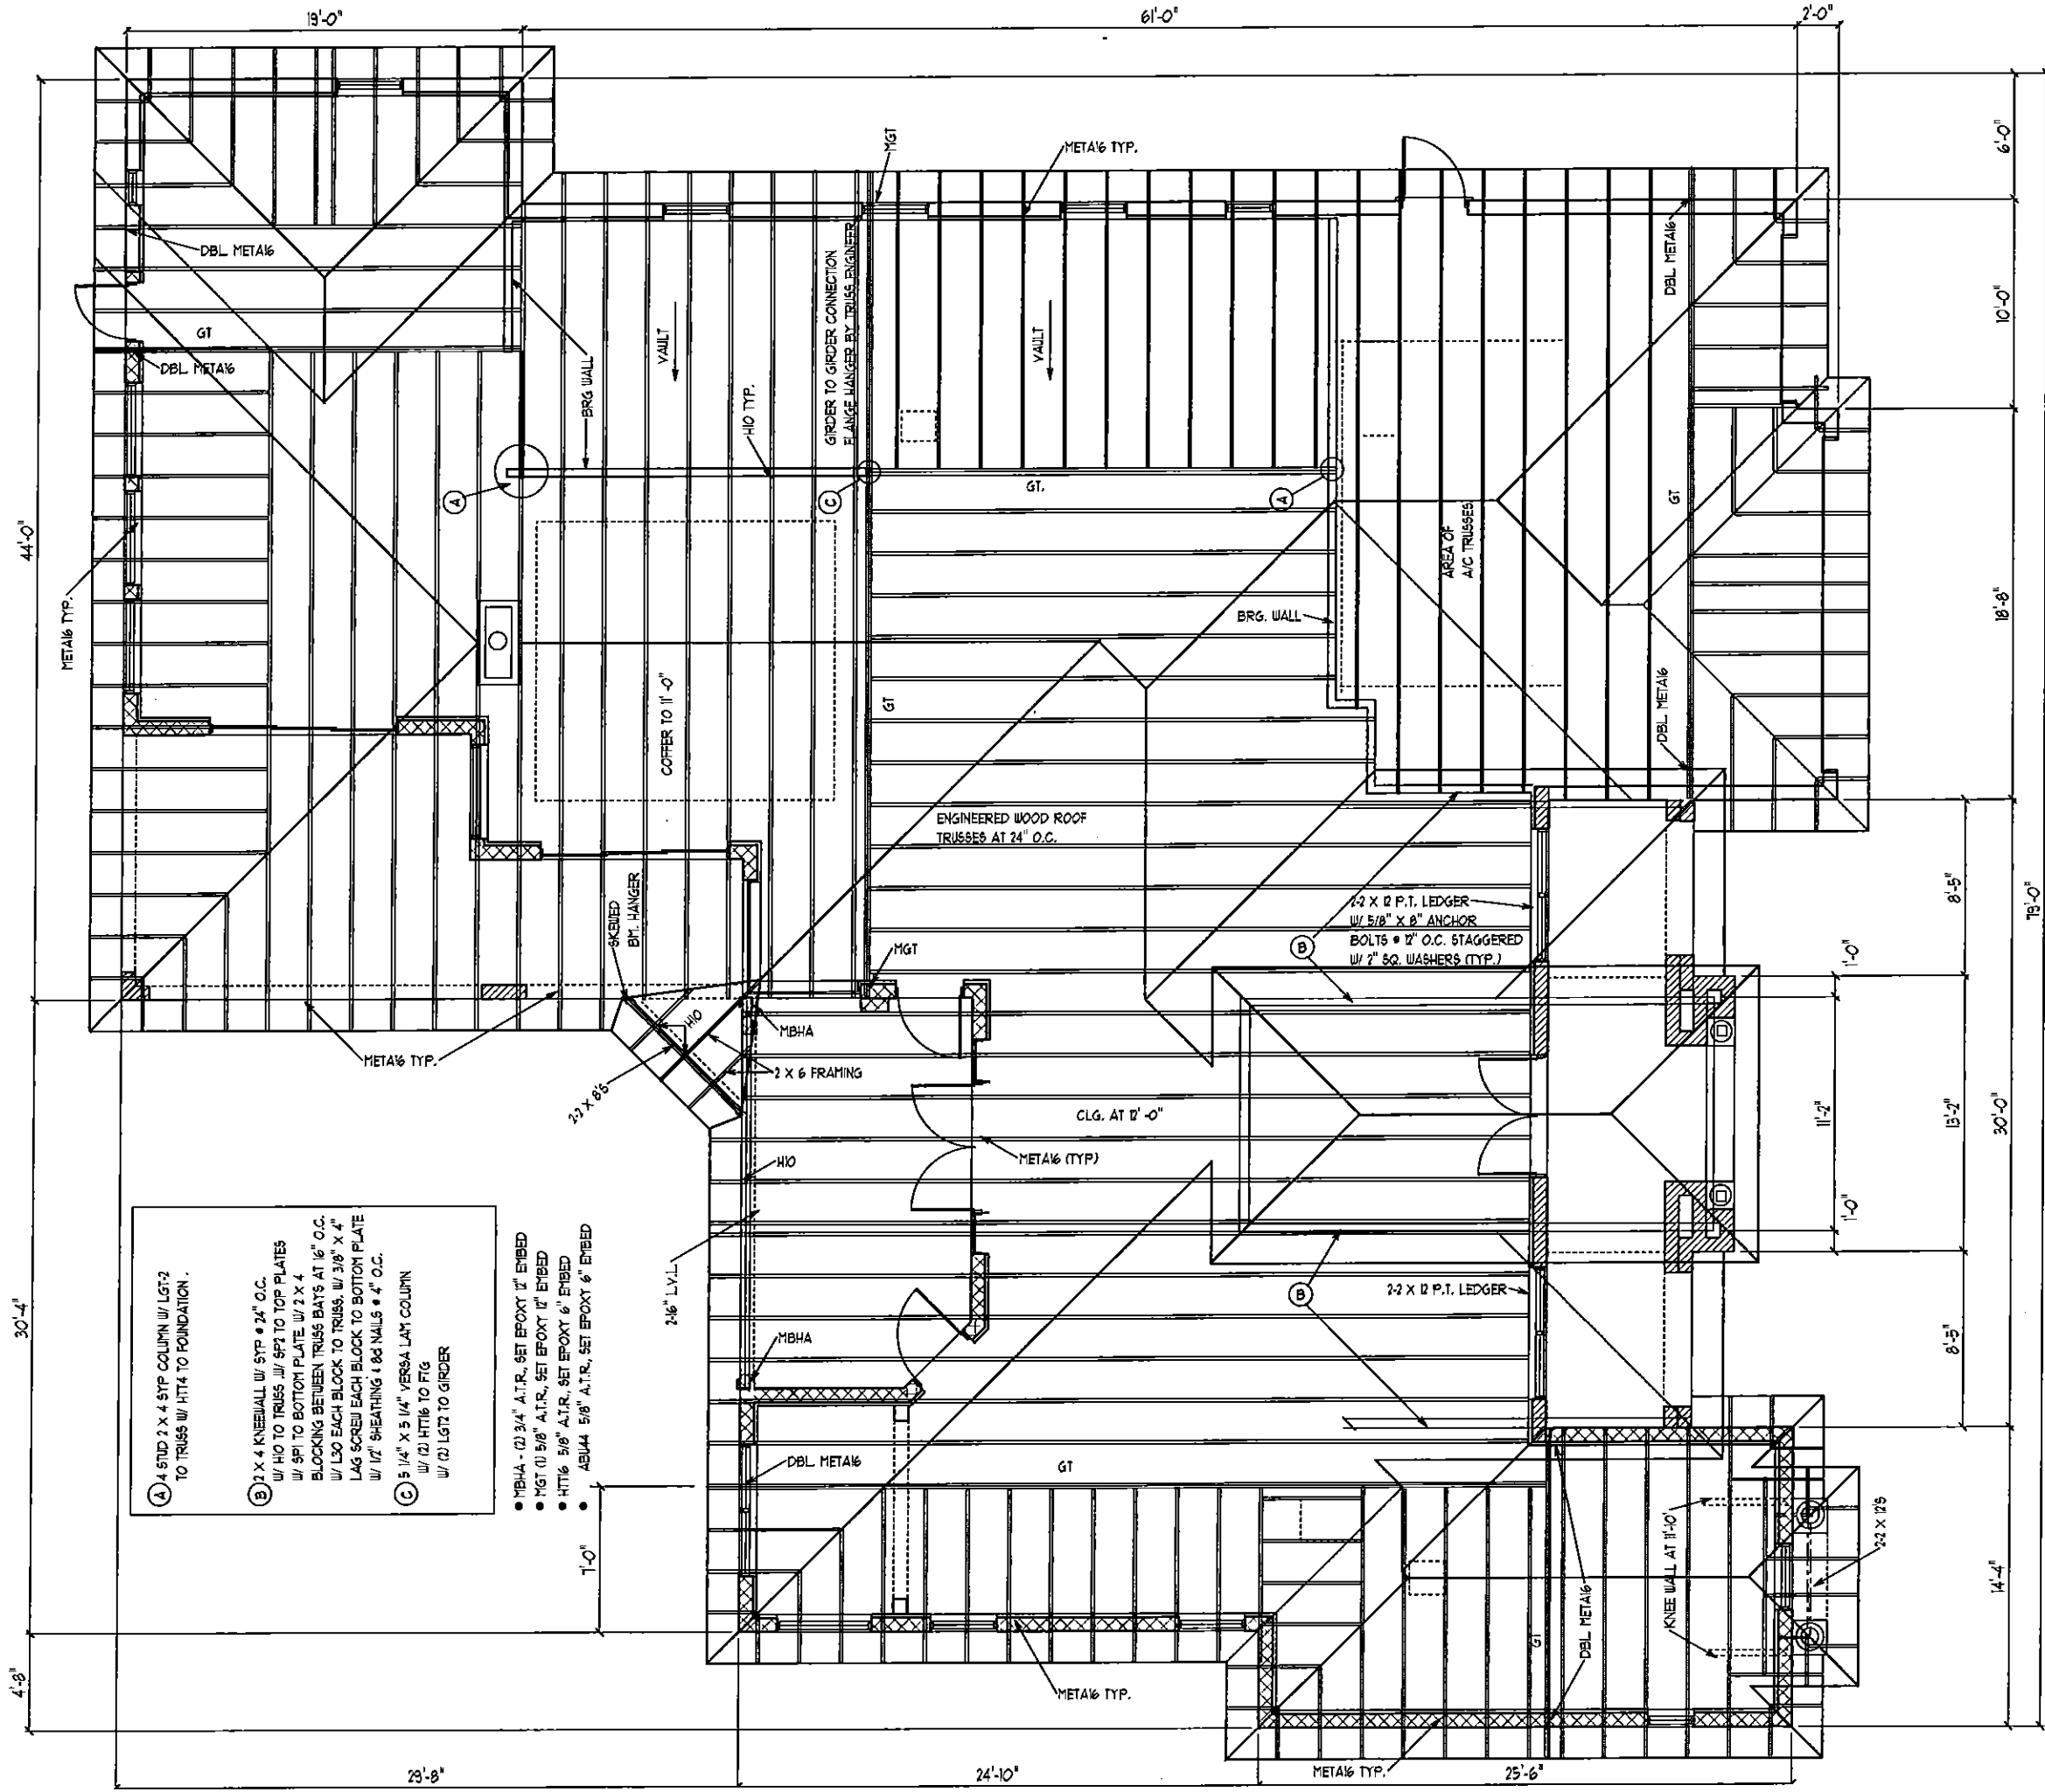 19'-0"
61'-0"
2'-0"
44'-0"
30'-4"
4'-8"
6'-0"
10'-0"
18'-8"
79'-0"
8'-5"
1'-0"
11'-2"
13'-2"
30'-0"
1'-0"
8'-5"
14'-4"
29'-8"
24'-10"
25'-6"
7'-0"
MGT
META16 TYP.
DBL META16
GT
DBL META16
META16 TYP.
BRG WALL
VAULT
H10 TYP.
GIRDER TO GIRDER CONNECTION
FLANGE HANGER BY TRUSS ENGINEER
VAULT
DBL META16
A
C
GT.
A
GT
AREA OF
A/C TRUSSES
BRG. WALL
COFFER TO 11'-0"
GT
DBL META16
ENGINEERED WOOD ROOF
TRUSSES AT 24" O.C.
SKEWED
BM. HANGER
MGT
2-2 X 12 P.T. LEDGER
W/ 5/8" X 8" ANCHOR
BOLTS @ 12" O.C. STAGGERED
W/ 2" SQ. WASHERS (TYP.)
B
H10
MBHA
META16 TYP.
2 X 6 FRAMING
2-2 X 8'S
CLG. AT 12'-0"
META16 (TYP)
H10
2-16" L.V.L.
MBHA
2-2 X 12 P.T. LEDGER
B
DBL META16
GT
KNEE WALL AT 11'-10"
2-2 X 12'S
GT
DBL META16
META16 TYP.
META16 TYP.
A 4 STUD 2 X 4 SYP COLUMN W/ LGT-2
TO TRUSS W/ HTT4 TO FOUNDATION.
B 2 X 4 KNEEWALL W/ SYP @ 24" O.C.
W/ H10 TO TRUSS W/ SP2 TO TOP PLATES
W/ SP1 TO BOTTOM PLATE W/ 2 X 4
BLOCKING BETWEEN TRUSS BAYS AT 16" O.C.
W/ L30 EACH BLOCK TO TRUSS. W/ 3/8" X 4"
LAG SCREW EACH BLOCK TO BOTTOM PLATE
W/ 1/2" SHEATHING & 8d NAILS @ 4" O.C.
C 5 1/4" X 5 1/4" VERSA LAM COLUMN
W/ (2) HTT16 TO FTG
W/ (2) LGT2 TO GIRDER
• MBHA - (2) 3/4" A.T.R., SET EPOXY 12" EMBED
• MGT (1) 5/8" A.T.R., SET EPOXY 12" EMBED
• HTT16 5/8" A.T.R., SET EPOXY 6" EMBED
• ABU44 5/8" A.T.R., SET EPOXY 6" EMBED